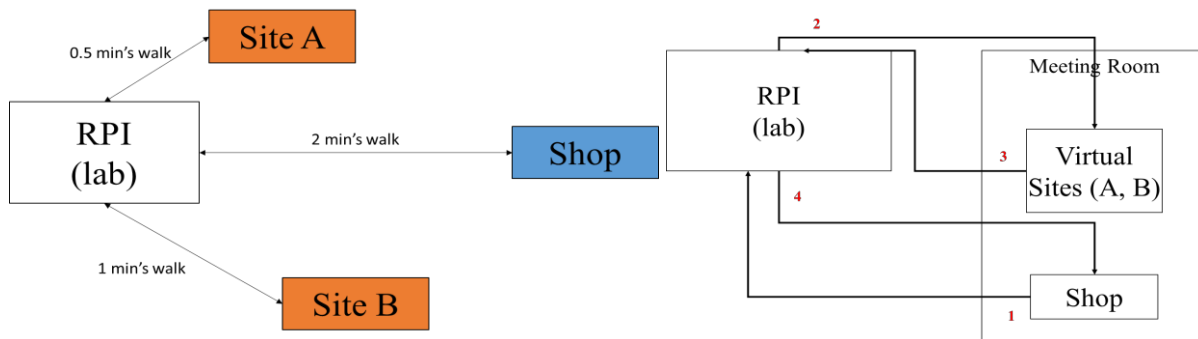 0.5 min's walk
Site A
RPI
(lab)
2 min's walk
Shop
1 min's walk
Site B
2
Meeting Room
RPI
(lab)
3
Virtual
Sites (A, B)
4
Shop
1